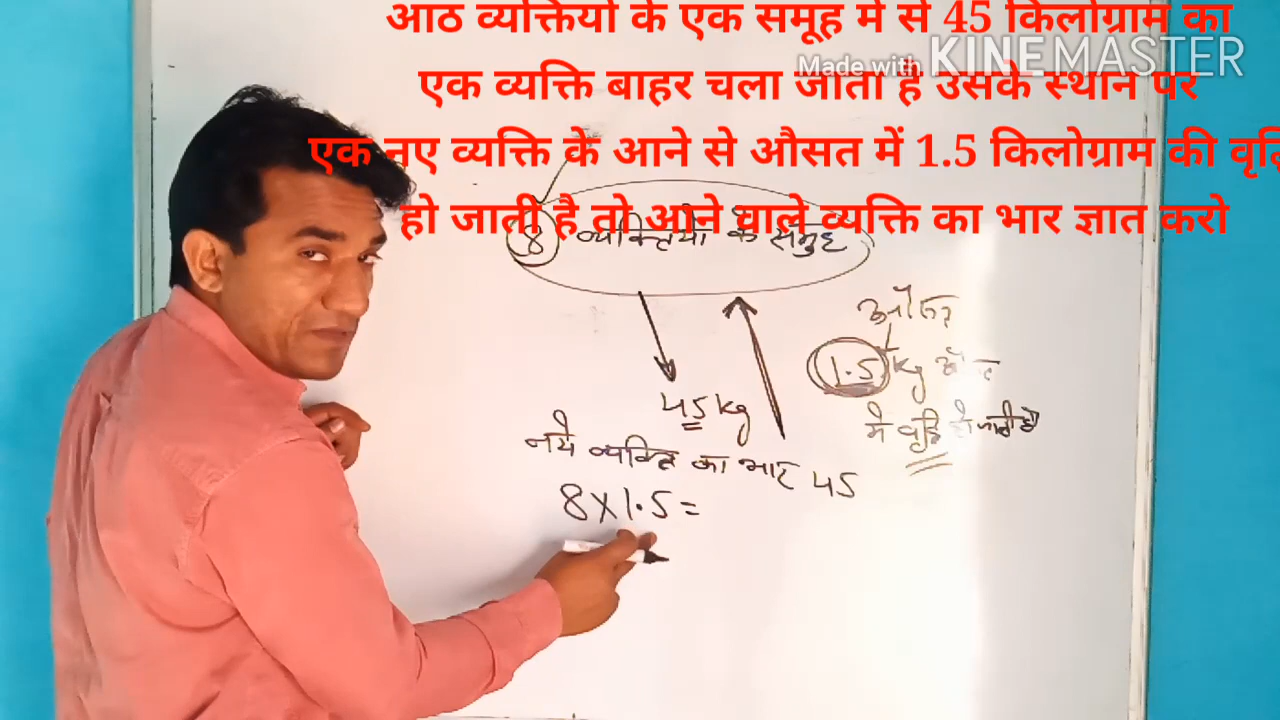 आठ व्यक्तियों के एक समूह में से 45 किलोग्राम का
Made with KINEMASTER
एक व्यक्ति बाहर चला जाता है उसके स्थान पर
एक नए व्यक्ति के आने से औसत में 1.5 किलोग्राम की
हो जाती है तो आने वाले व्यक्ति का भार ज्ञात करो
8 व्यक्तियों के समुह
औसत
1.5 kg औसत
मे वृद्धि हो जाती है
45 kg
नये व्यक्ति का भार 45
8x1.5=